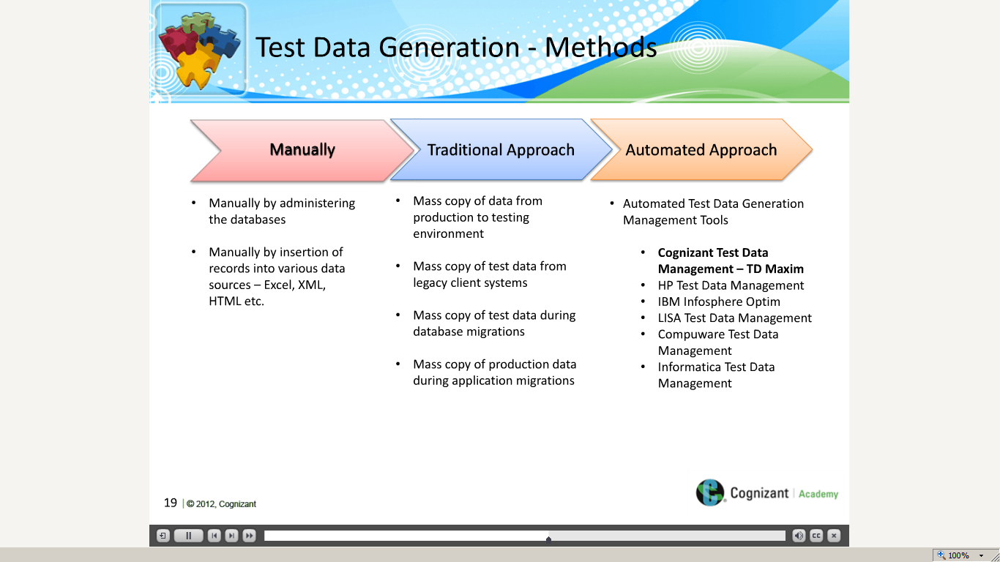 Test Data Generation - Methods
Manually
Traditional Approach
Automated Approach
• Manually by administering
the databases
• Manually by insertion of
records into various data
sources – Excel, XML,
HTML etc.
• Mass copy of data from
production to testing
environment
• Mass copy of test data from
legacy client systems
• Mass copy of test data during
database migrations
• Mass copy of production data
during application migrations
• Automated Test Data Generation
Management Tools
• Cognizant Test Data
Management – TD Maxim
• HP Test Data Management
• IBM Infosphere Optim
• LISA Test Data Management
• Compuware Test Data
Management
• Informatica Test Data
Management
19 | © 2012, Cognizant
Cognizant | Academy
CC
100%